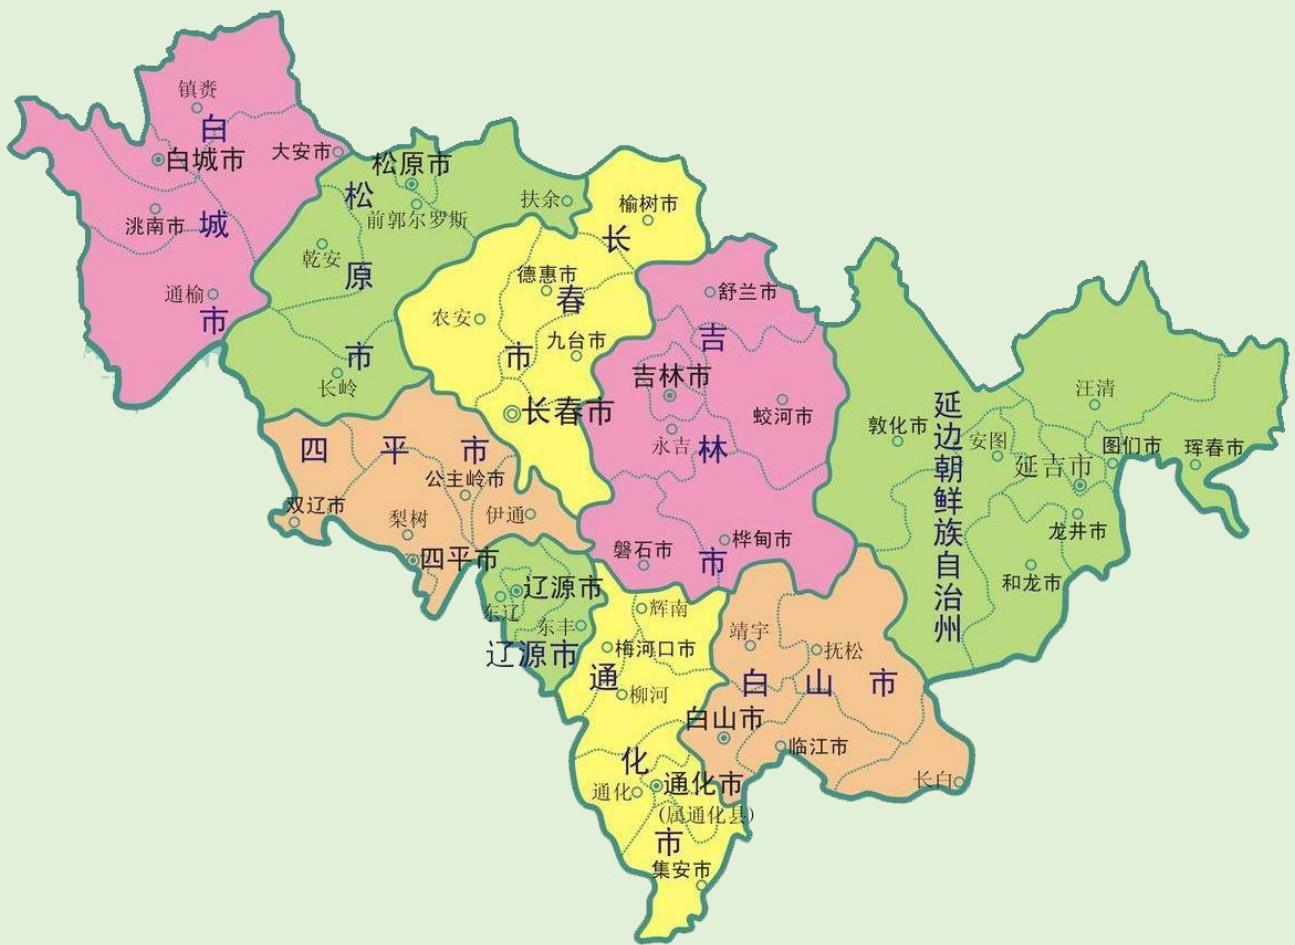 镇赉
白城市
白城市
大安市
洮南市
通榆
松原市
松原市
前郭尔罗斯
扶余
乾安
长岭
长春市
榆树市
德惠市
农安
九台市
长春市
吉林市
舒兰市
吉林市
蛟河市
永吉
磐石市
桦甸市
四平市
公主岭市
双辽市
梨树
伊通
四平市
辽源市
东辽
东丰
辽源市
延边朝鲜族自治州
敦化市
安图
汪清
延吉市
图们市
珲春市
龙井市
和龙市
通化市
辉南
梅河口市
柳河
通化
通化市
(属通化县)
集安市
白山市
靖宇
抚松
白山市
临江市
长白